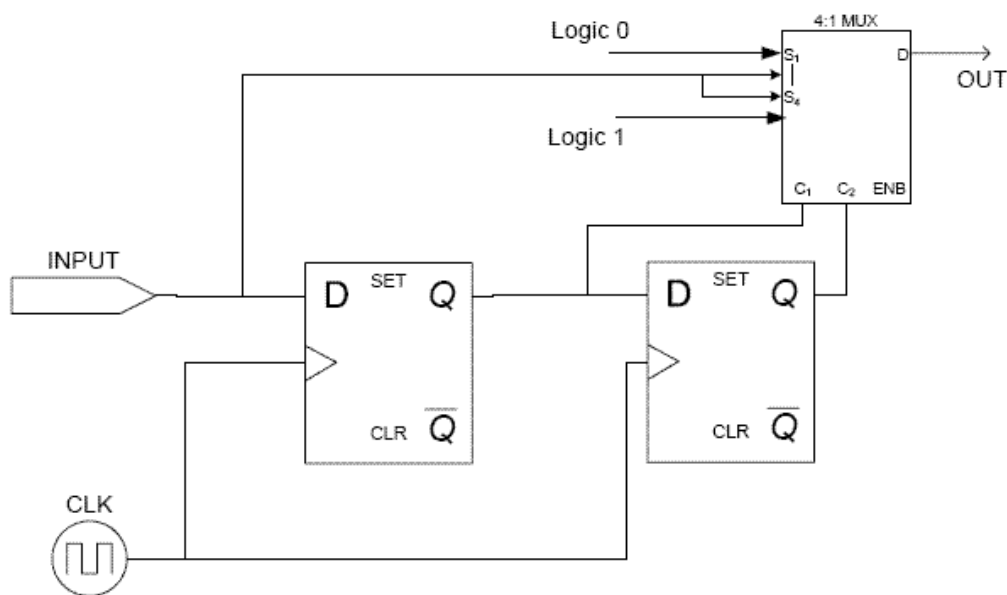 4:1 MUX
Logic 0
S₁
D
OUT
S₄
Logic 1
C₁ C₂ ENB
INPUT
D SET Q
D SET Q
CLR Q̅
CLR Q̅
CLK